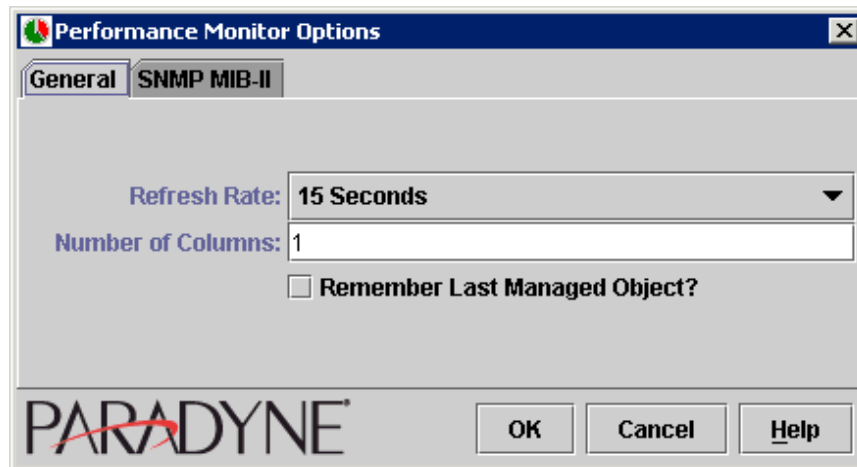 Performance Monitor Options
General SNMP MIB-II
Refresh Rate: 15 Seconds
Number of Columns: 1
Remember Last Managed Object?
PARADYNE® OK Cancel Help